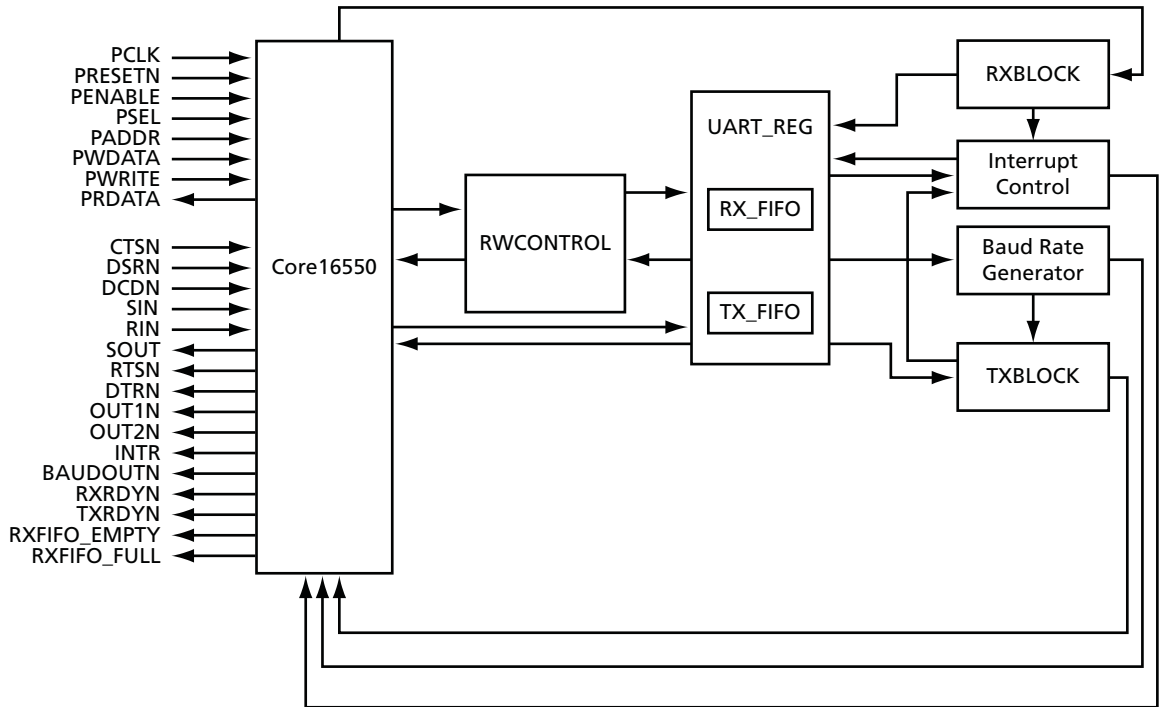 PCLK
PRESETN
PENABLE
PSEL
PADDR
PWDATA
PWRITE
PRDATA
CTSN
DSRN
DCDN
SIN
RIN
SOUT
RTSN
DTRN
OUT1N
OUT2N
INTR
BAUDOUTN
RXRDYN
TXRDYN
RXFIFO_EMPTY
RXFIFO_FULL
Core16550
RWCONTROL
UART_REG
RX_FIFO
TX_FIFO
RXBLOCK
Interrupt
Control
Baud Rate
Generator
TXBLOCK